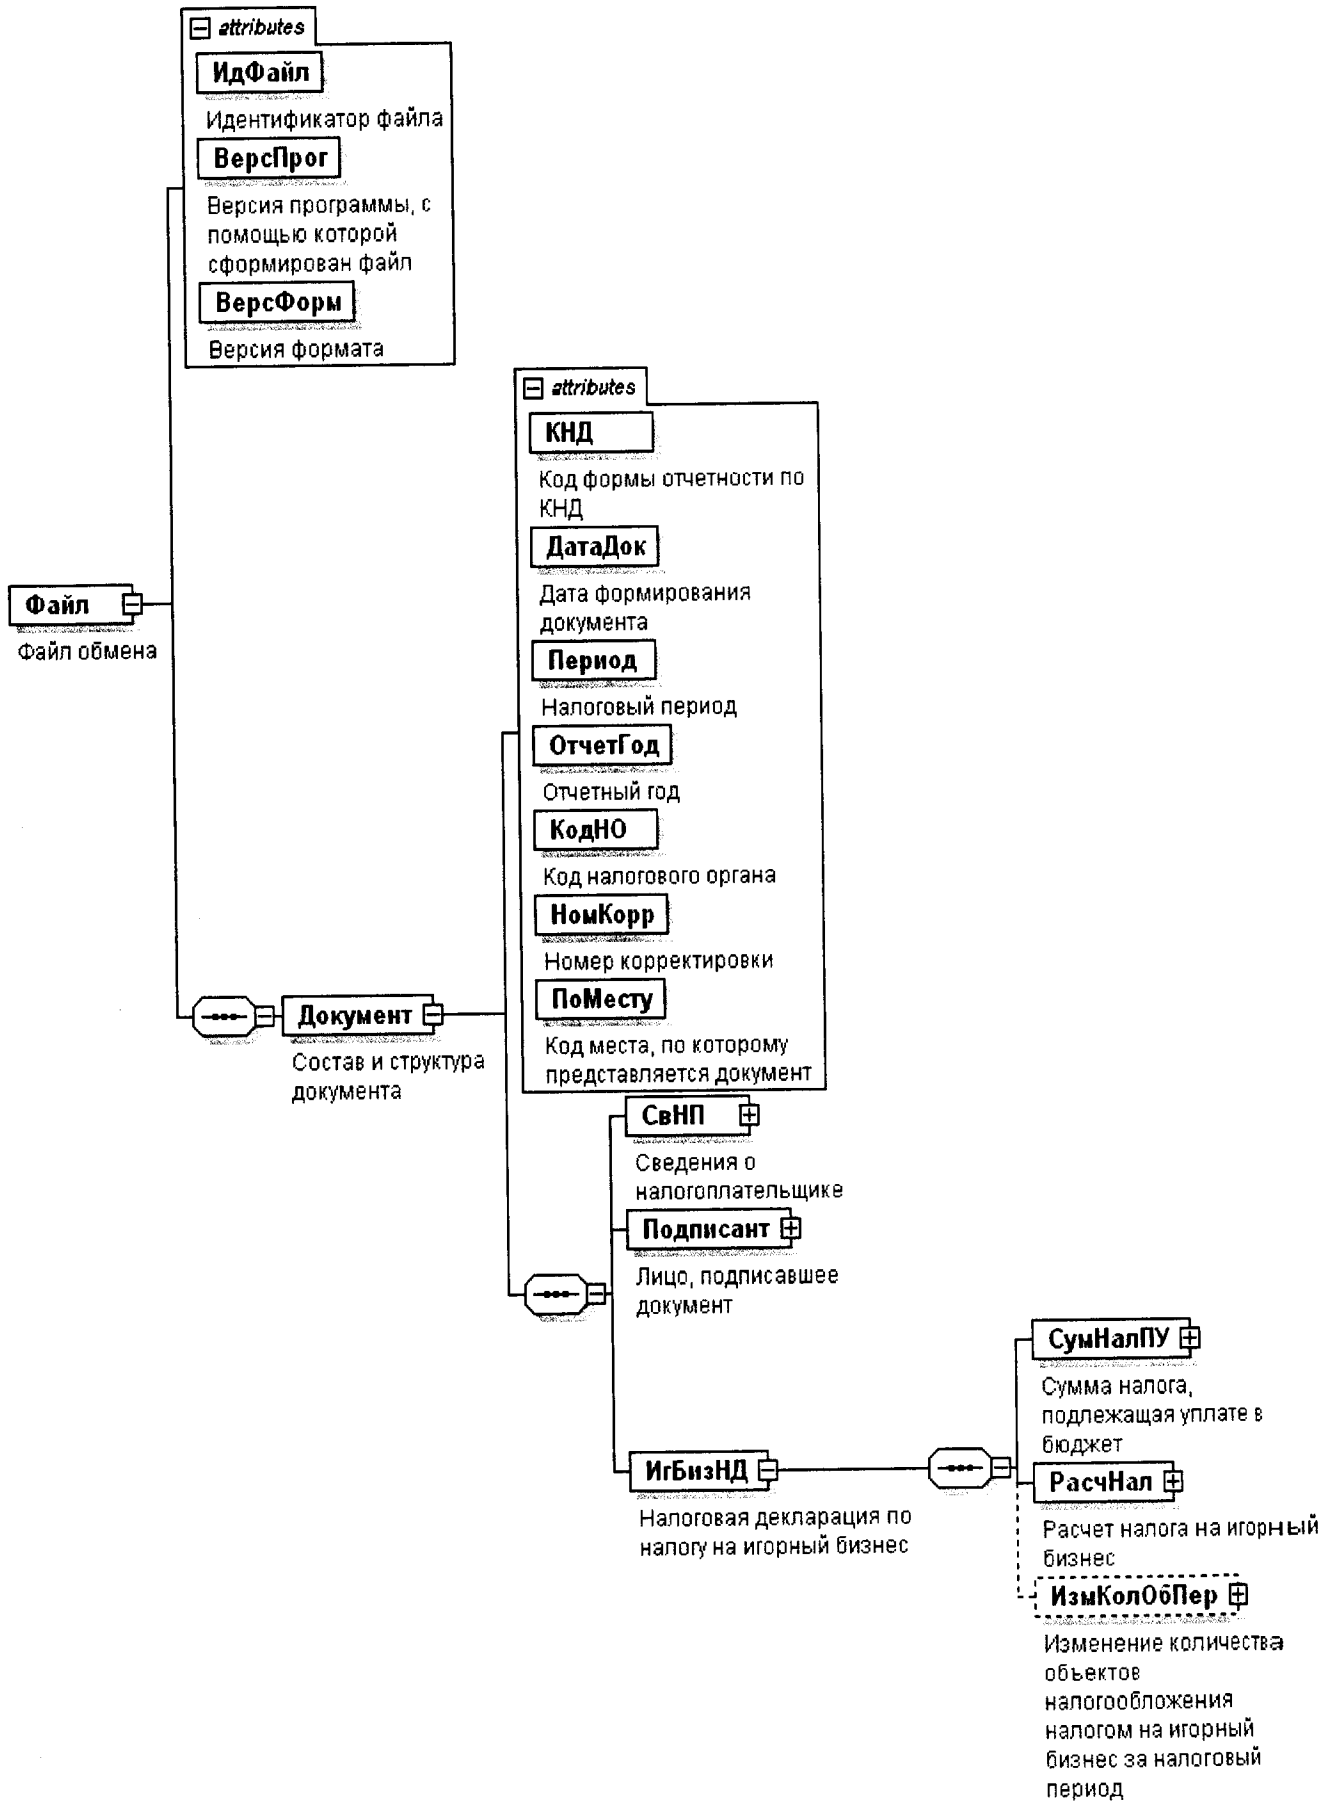 attributes
ИдФайл
Идентификатор файла
ВерсПрог
Версия программы, с
помощью которой
сформирован файл
ВерсФорм
Версия формата
attributes
КНД
Код формы отчетности по
КНД
ДатаДок
Дата формирования
документа
Период
Налоговый период
ОтчетГод
Отчетный год
КодНО
Код налогового органа
НомКорр
Номер корректировки
ПоМесту
Код места, по которому
представляется документ
Файл
Файл обмена
Документ
Состав и структура
документа
СвНП
Сведения о
налогоплательщике
Подписант
Лицо, подписавшее
документ
ИгБизНД
Налоговая декларация по
налогу на игорный бизнес
СумНалПУ
Сумма налога,
подлежащая уплате в
бюджет
РасчНал
Расчет налога на игорный
бизнес
ИзмКолОбПер
Изменение количества
объектов
налогообложения
налогом на игорный
бизнес за налоговый
период